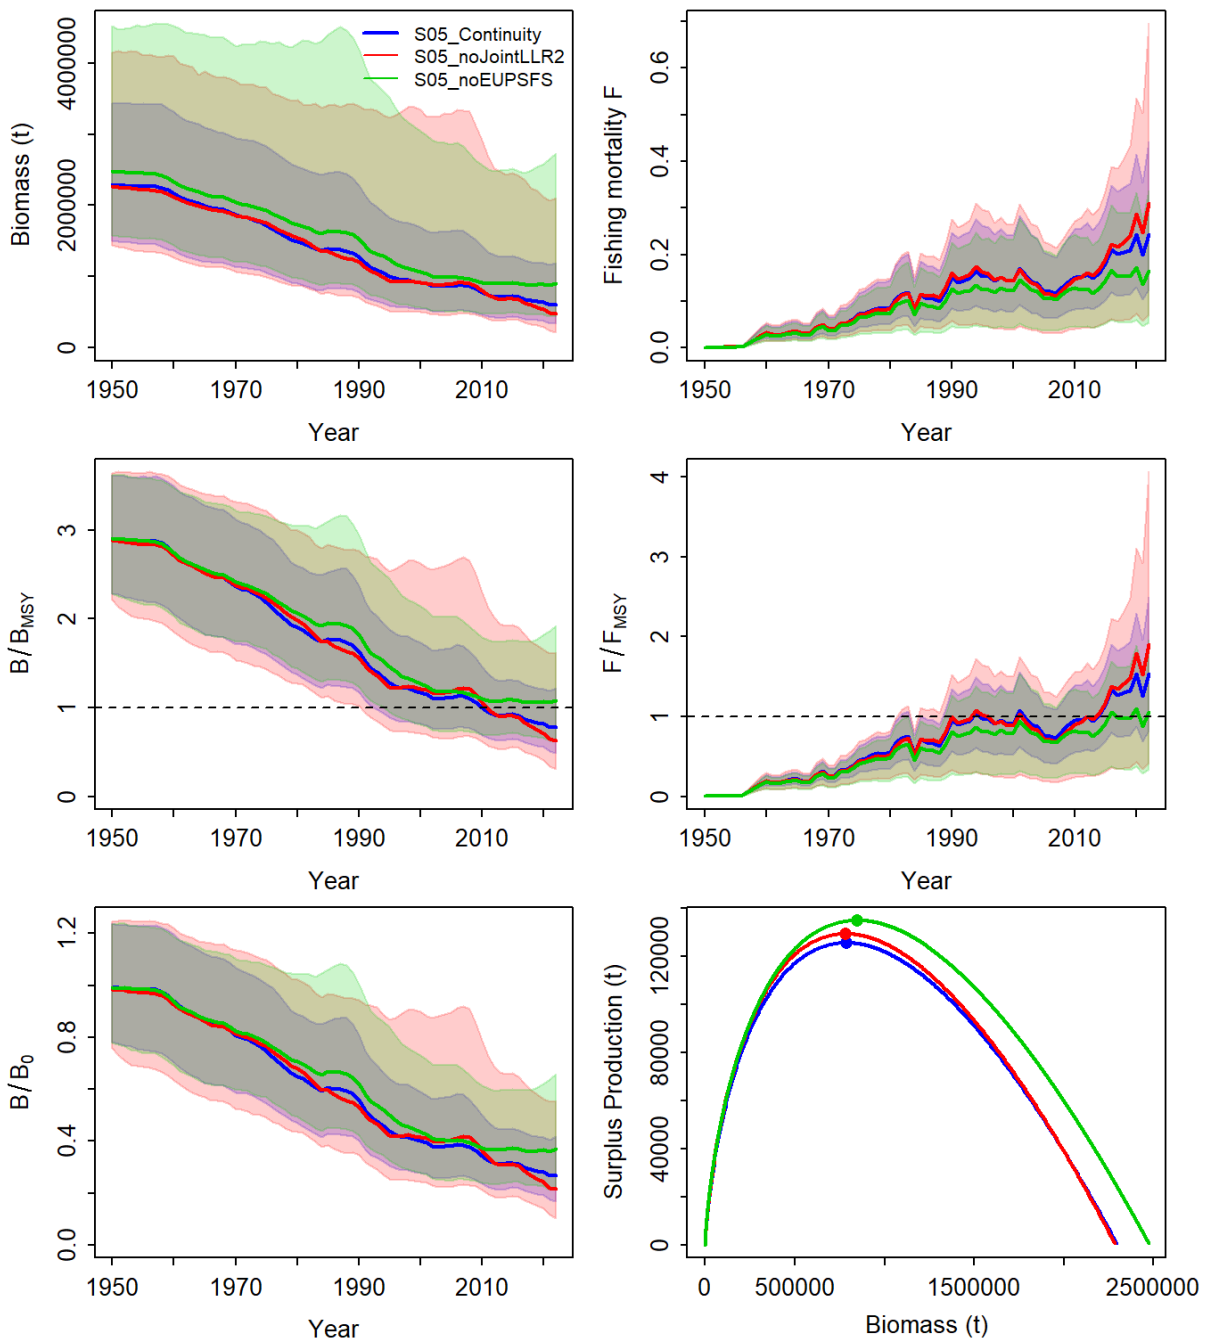 Biomass (t)
4000000
2000000
0
S05_Continuity
S05_noJointLLR2
S05_noEUPSFS
1950 1970 1990 2010
Year
Fishing mortality F
0.6
0.4
0.2
0.0
1950 1970 1990 2010
Year
B / BMSY
3
2
1
0
1950 1970 1990 2010
Year
F / FMSY
4
3
2
1
0
1950 1970 1990 2010
Year
B / B0
1.2
0.8
0.4
0.0
1950 1970 1990 2010
Year
Surplus Production (t)
120000
80000
40000
0
0 500000 1500000 2500000
Biomass (t)